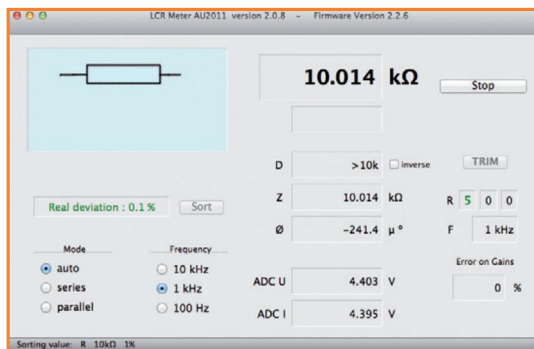 LCR Meter AU2011 version 2.0.8 – Firmware Version 2.2.6
10.014 kΩ
Stop
D >10k inverse
TRIM
Z 10.014 kΩ
R 5 0 0
Real deviation : 0.1 % Sort
Ø -241.4 µ °
F 1 kHz
Mode Frequency
Error on Gains
auto 10 kHz
0 %
series 1 kHz
ADC U 4.403 V
parallel 100 Hz
ADC I 4.395 V
Sorting value: R 10kΩ 1%